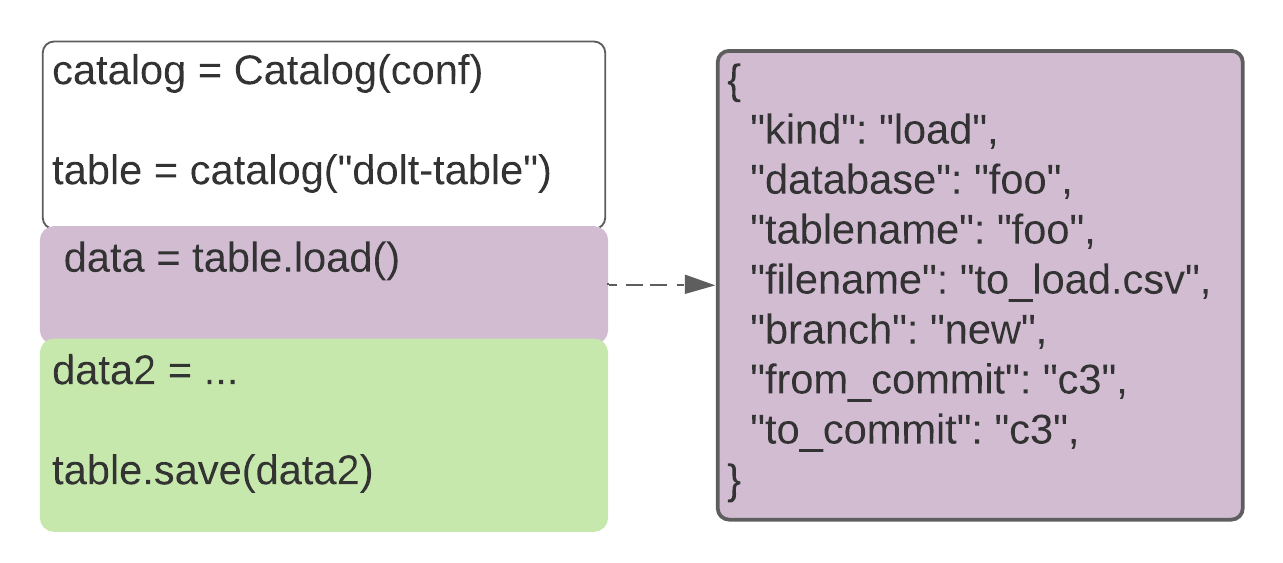 catalog = Catalog(conf)
table = catalog("dolt-table")
data = table.load()
data2 = ...
table.save(data2)
{
"kind": "load",
"database": "foo",
"tablename": "foo",
"filename": "to_load.csv",
"branch": "new",
"from_commit": "c3",
"to_commit": "c3",
}